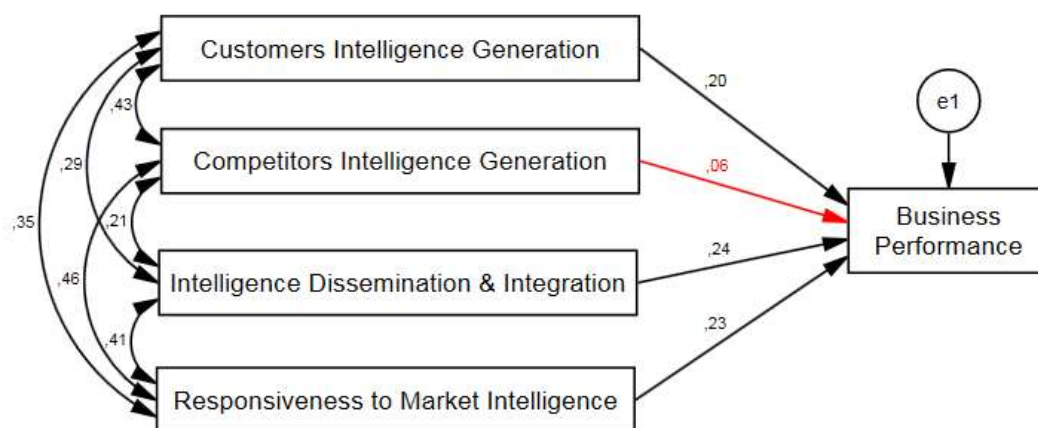 Customers Intelligence Generation
,20
e1
,43
,29
Competitors Intelligence Generation
,06
,21
,35
Business
Performance
,46
Intelligence Dissemination & Integration
,24
,41
,23
Responsiveness to Market Intelligence